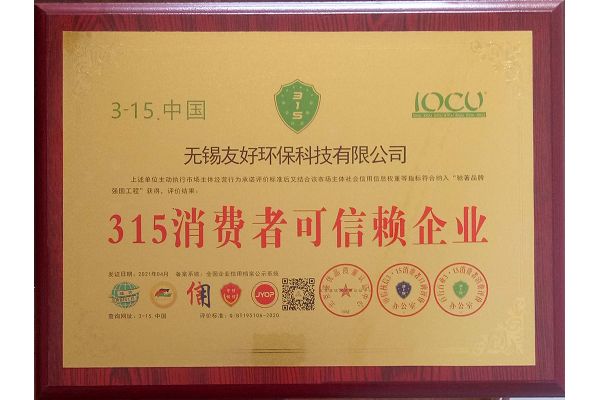 3-15.中国
315
IOCU
无锡友好环保科技有限公司
上述单位主动执行市场主体经营行为承诺评价标准后又结合该市场主体社会信用信息权重等指标符合纳入“驰著品牌
强国工程”获得，评价结果：
315消费者可信赖企业
发证日期：2021年04月 备案系统：全国企业信用档案公示系统
信
JYOP
办公室
办公室
查询网址：3-15.中国 评价标准：Q/BT195106-2020